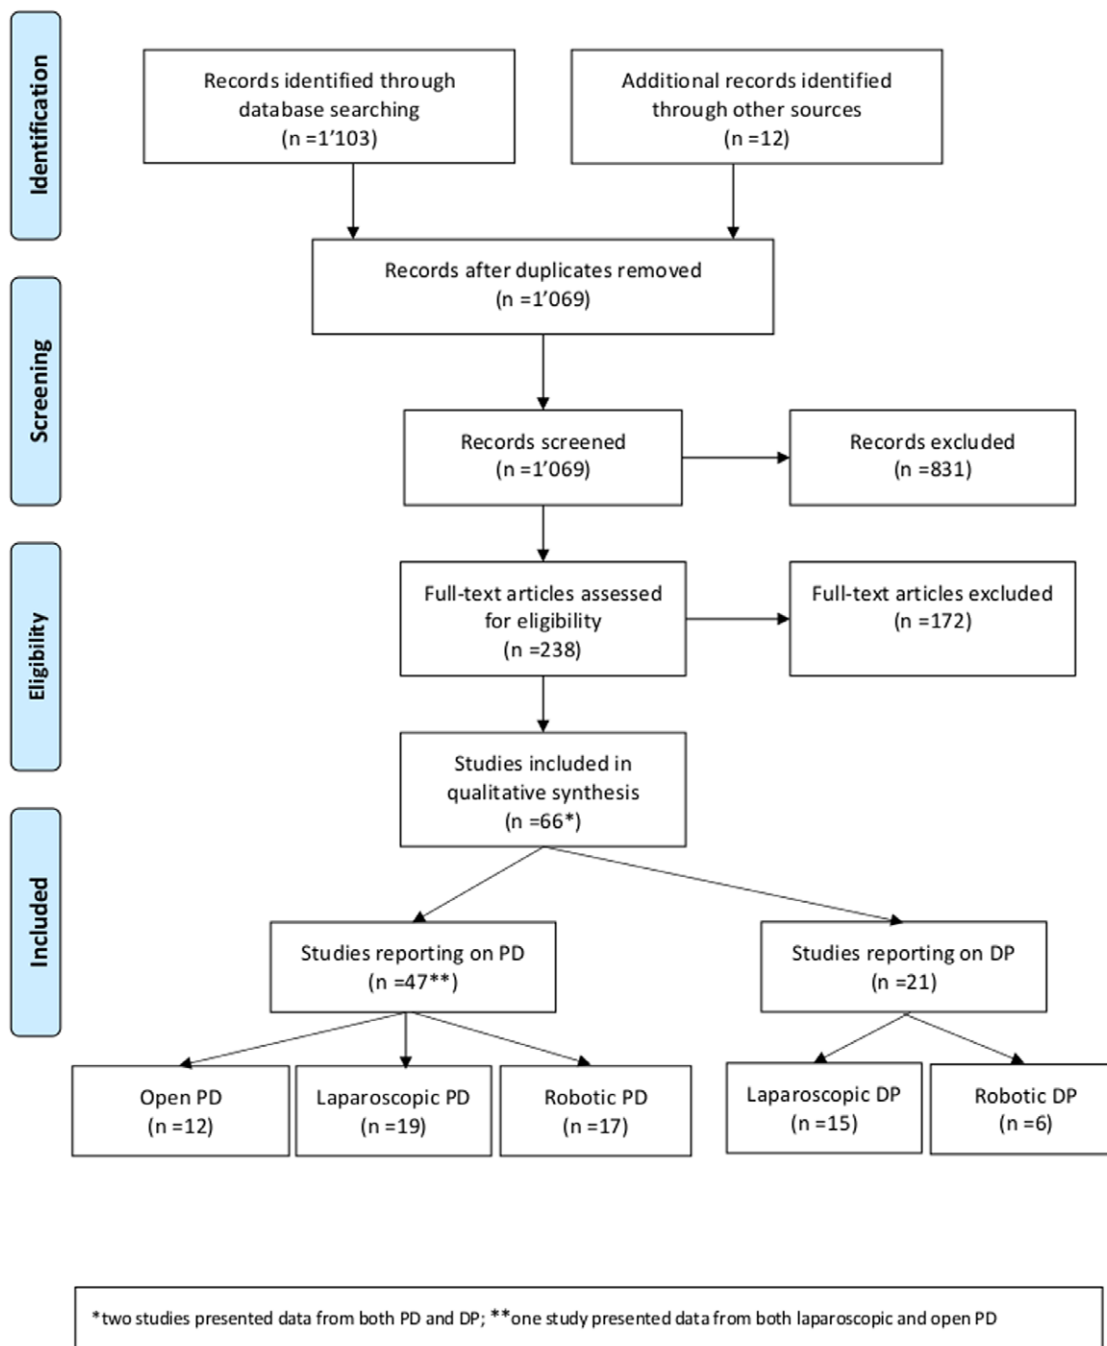 Identification
Records identified through
database searching
(n =1’103)
Additional records identified
through other sources
(n =12)
Records after duplicates removed
(n =1’069)
Screening
Records screened
(n =1’069)
Records excluded
(n =831)
Eligibility
Full-text articles assessed
for eligibility
(n =238)
Full-text articles excluded
(n =172)
Studies included in
qualitative synthesis
(n =66*)
Included
Studies reporting on PD
(n =47**)
Studies reporting on DP
(n =21)
Open PD
(n =12)
Laparoscopic PD
(n =19)
Robotic PD
(n =17)
Laparoscopic DP
(n =15)
Robotic DP
(n =6)
*two studies presented data from both PD and DP; **one study presented data from both laparoscopic and open PD